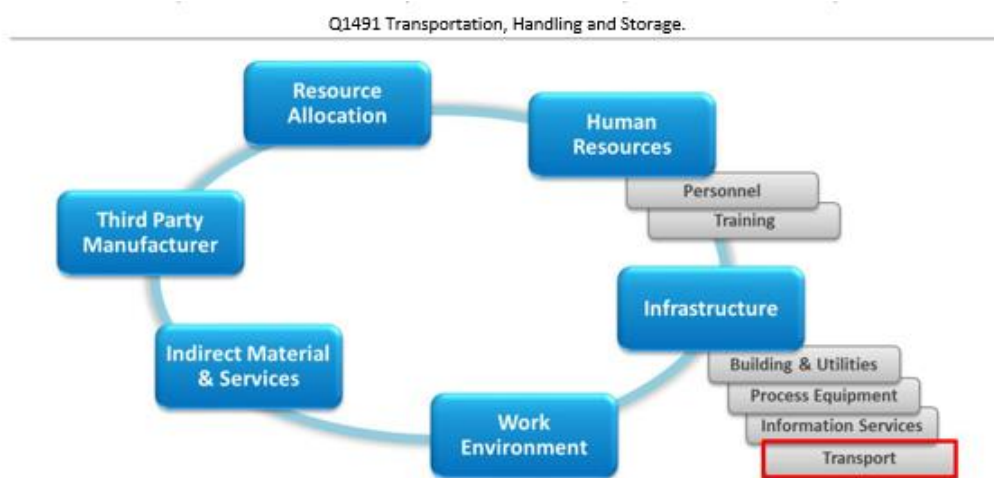 Q1491 Transportation, Handling and Storage.
Resource
Allocation
Human
Resources
Personnel
Training
Third Party
Manufacturer
Infrastructure
Indirect Material
& Services
Building & Utilities
Process Equipment
Information Services
Transport
Work
Environment